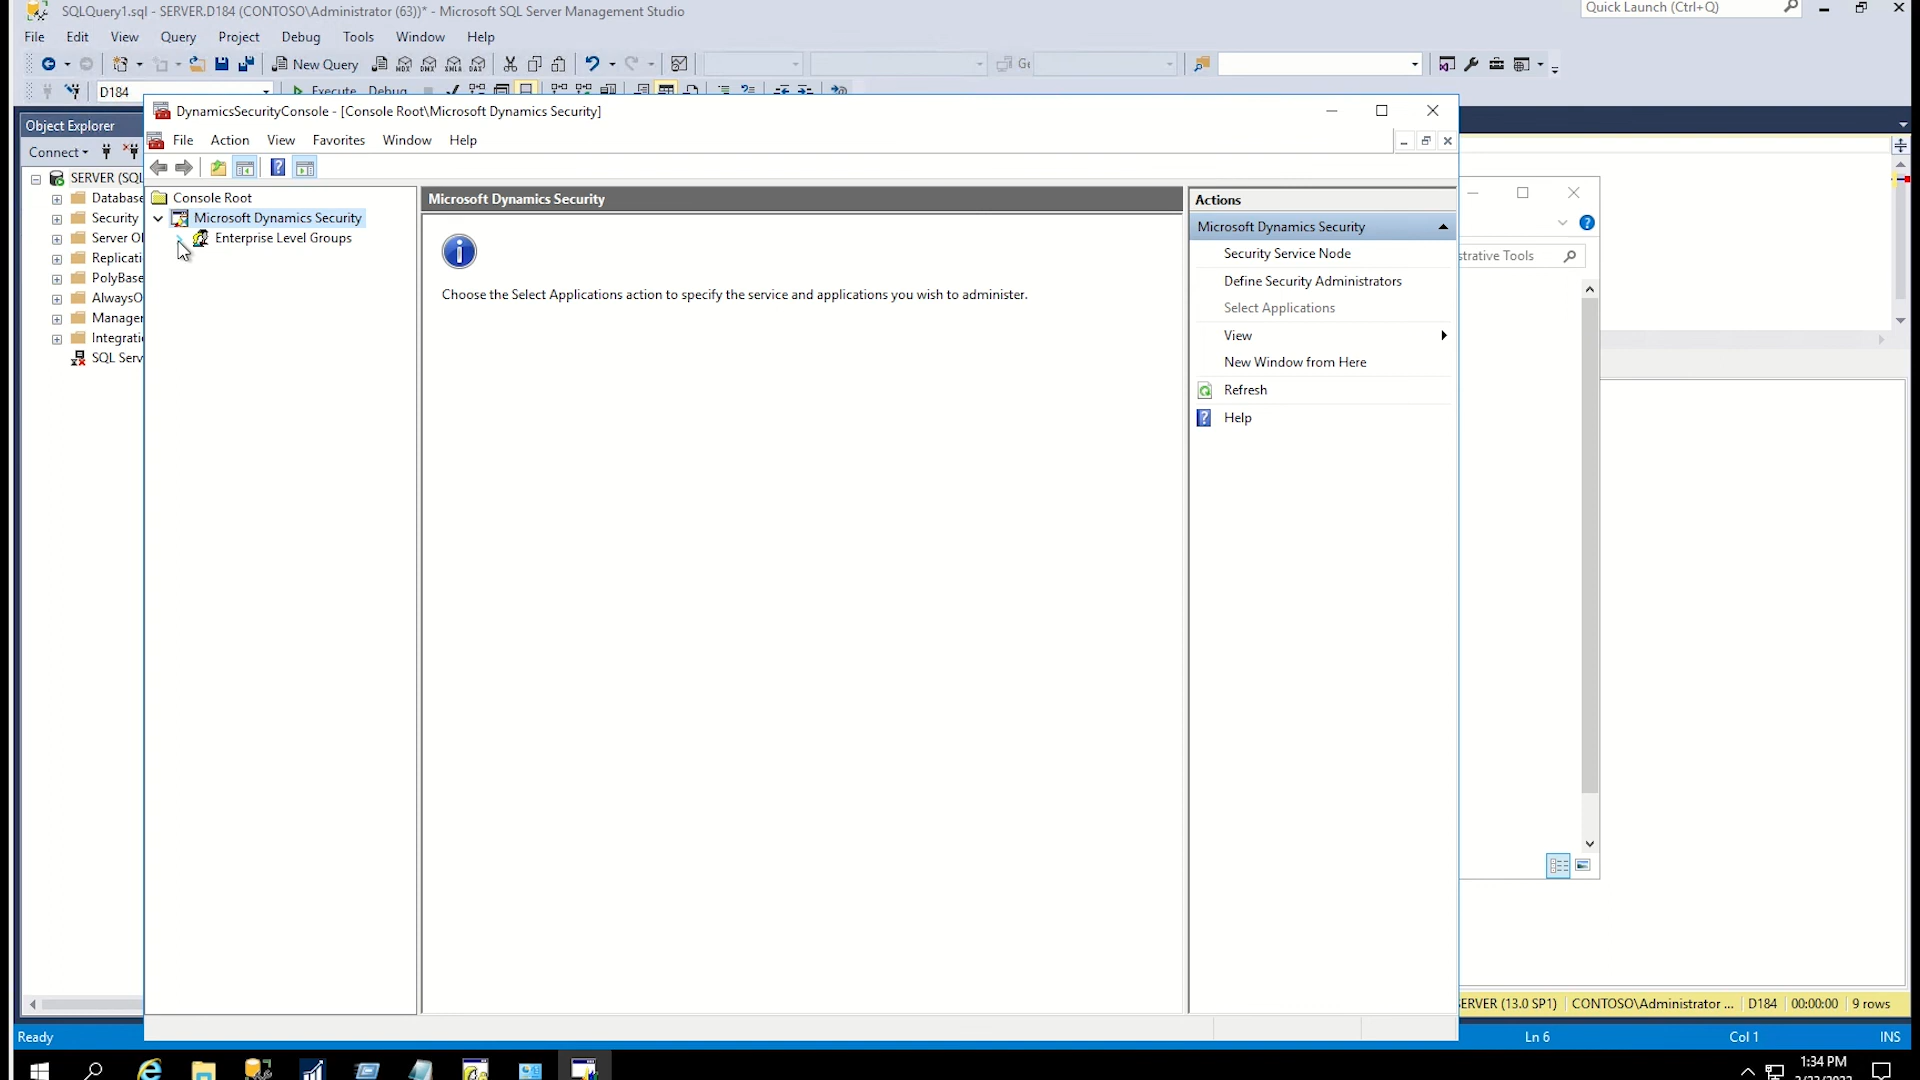 SQLQuery1.sql - SERVER.D184 (CONTOSO\Administrator (63))* - Microsoft SQL Server Management Studio
Quick Launch (Ctrl+Q)
File Edit View Query Project Debug Tools Window Help
New Query
D184
Execute Debug
DynamicsSecurityConsole - [Console Root\Microsoft Dynamics Security]
Object Explorer
File Action View Favorites Window Help
Connect
SERVER (SQL
Database
Security
Server O
Replicati
PolyBase
AlwaysO
Manager
Integrati
SQL Serv
Console Root
Microsoft Dynamics Security
Enterprise Level Groups
Microsoft Dynamics Security
Choose the Select Applications action to specify the service and applications you wish to administer.
Actions
Microsoft Dynamics Security
Security Service Node
Define Security Administrators
Select Applications
View
New Window from Here
Refresh
Help
strative Tools
SERVER (13.0 SP1) CONTOSO\Administrator ... D184 00:00:00 9 rows
Ready
Ln 6 Col 1 INS
1:34 PM